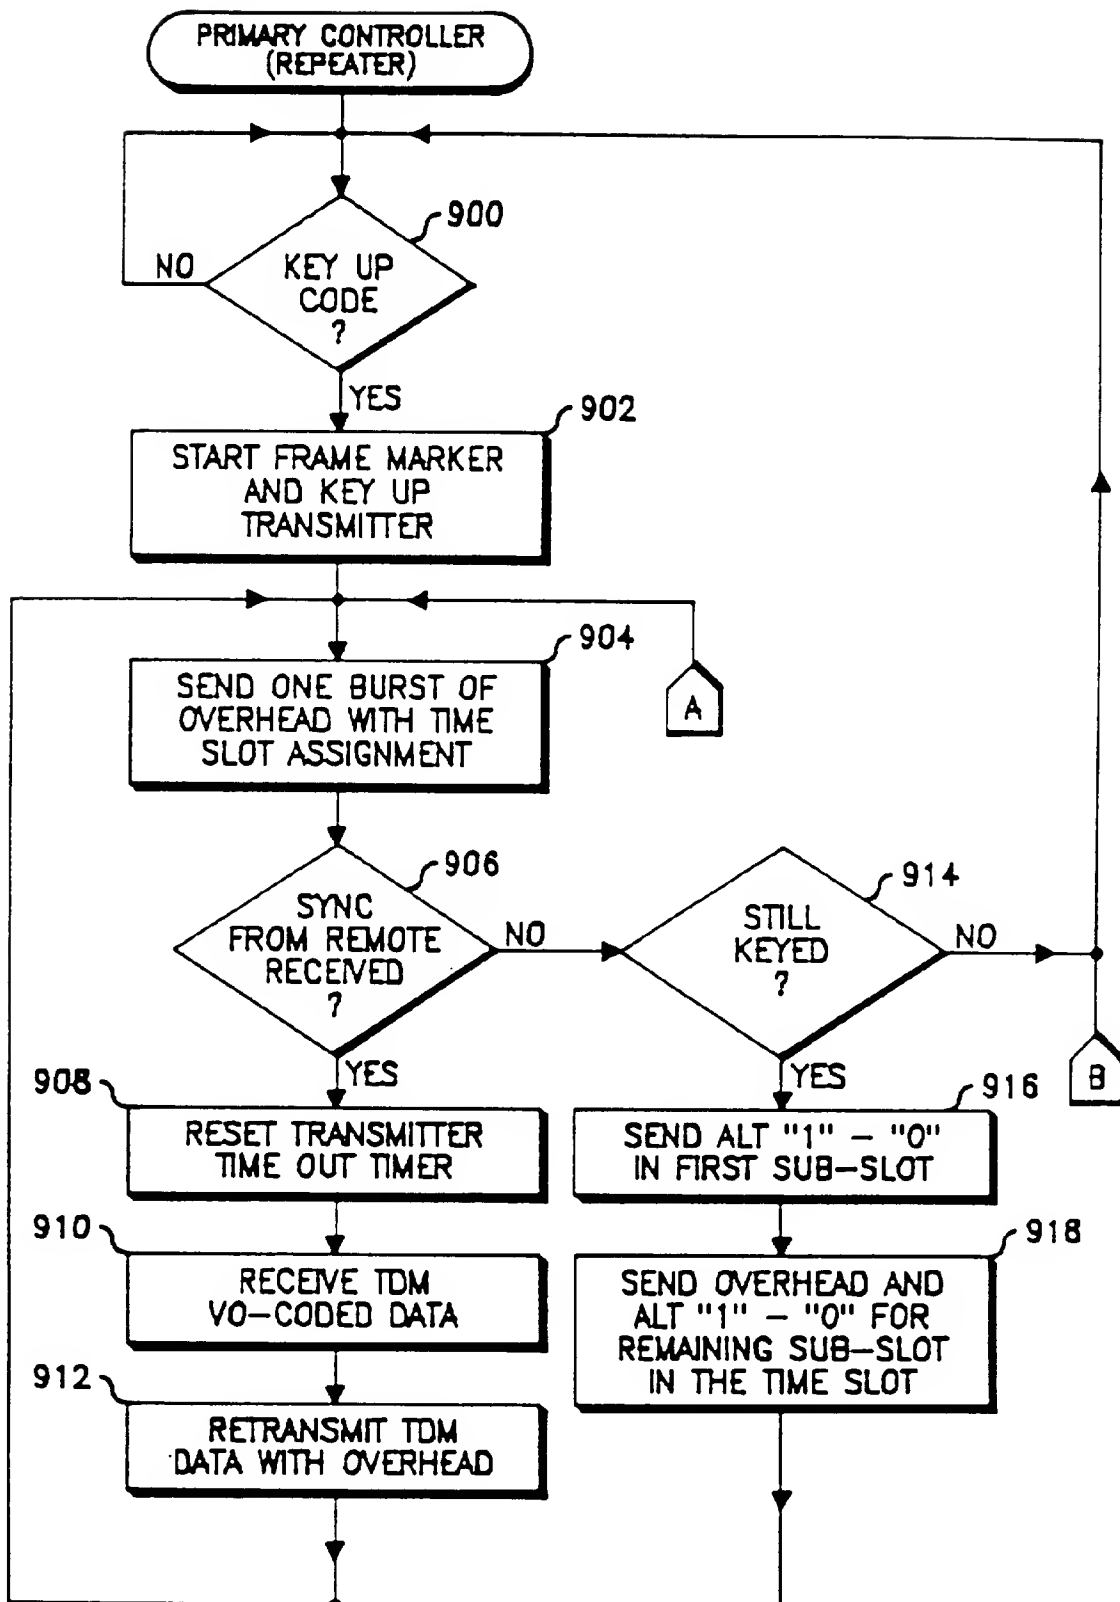 PRIMARY CONTROLLER
(REPEATER)
900
NO
KEY UP
CODE
?
YES
902
START FRAME MARKER
AND KEY UP
TRANSMITTER
904
SEND ONE BURST OF
OVERHEAD WITH TIME
SLOT ASSIGNMENT
A
906
SYNC
FROM REMOTE
RECEIVED
?
NO
914
STILL
KEYED
?
NO
B
YES
YES
908
RESET TRANSMITTER
TIME OUT TIMER
916
SEND ALT "1" - "0"
IN FIRST SUB-SLOT
910
RECEIVE TDM
VO-CODED DATA
918
SEND OVERHEAD AND
ALT "1" - "0" FOR
REMAINING SUB-SLOT
IN THE TIME SLOT
912
RETRANSMIT TDM
DATA WITH OVERHEAD